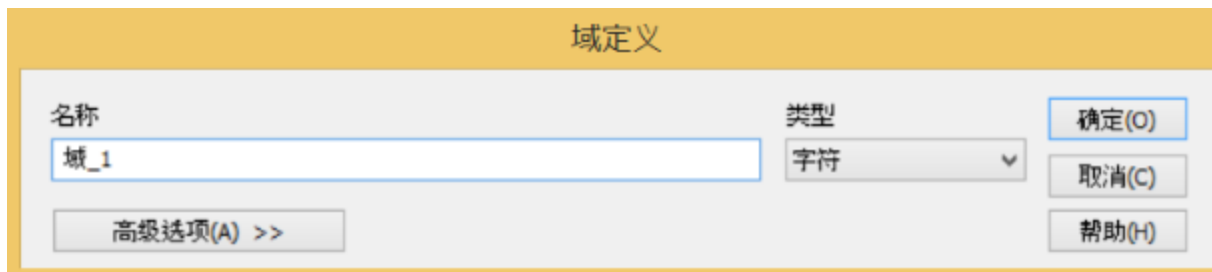 域定义
名称
类型
确定(O)
域_1
字符
取消(C)
高级选项(A) >>
帮助(H)